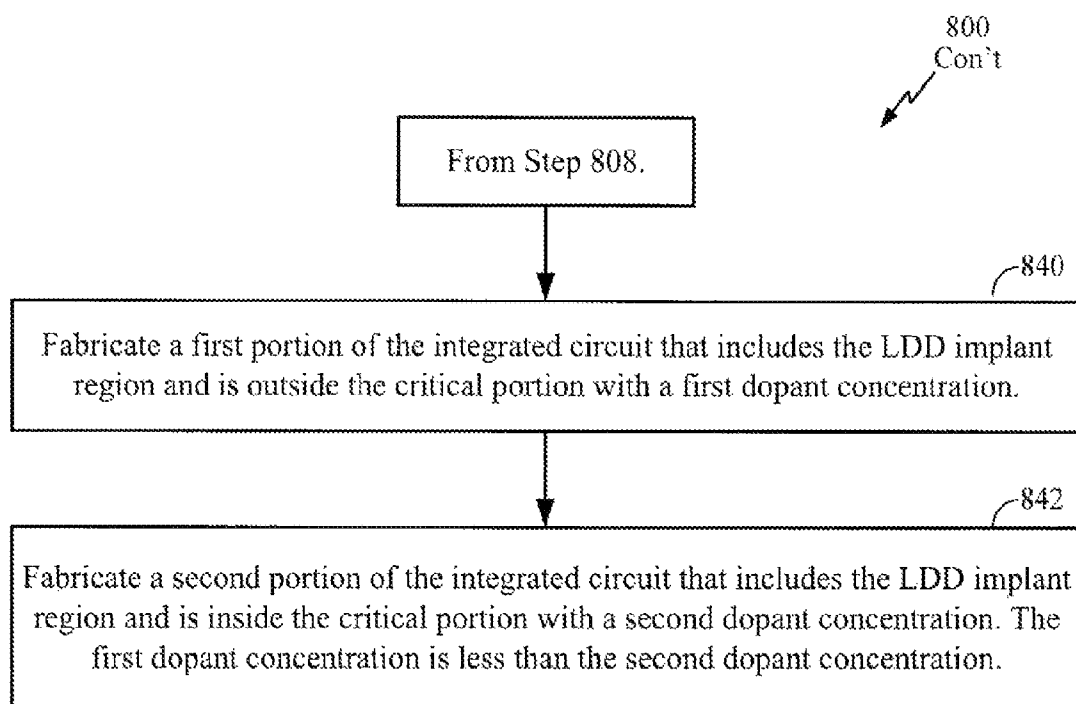 800
Con't
From Step 808.
840
Fabricate a first portion of the integrated circuit that includes the LDD implant
region and is outside the critical portion with a first dopant concentration.
842
Fabricate a second portion of the integrated circuit that includes the LDD implant
region and is inside the critical portion with a second dopant concentration. The
first dopant concentration is less than the second dopant concentration.